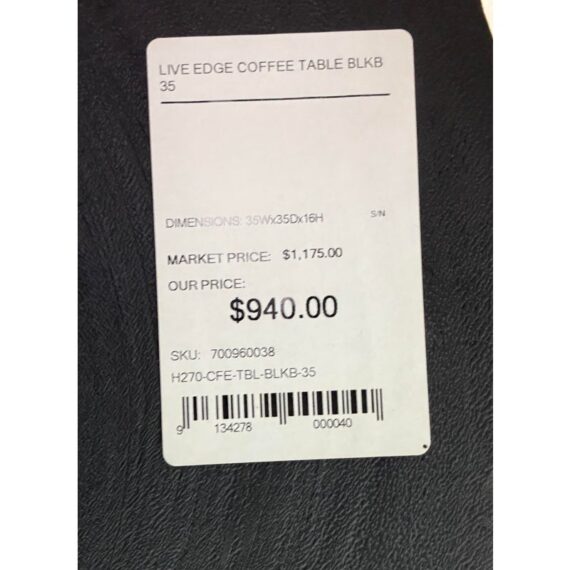 LIVE EDGE COFFEE TABLE BLKB
35
DIMENSIONS: 35Wx35Dx16H S/N
MARKET PRICE: $1,175.00
OUR PRICE:
$940.00
SKU: 700960038
H270-CFE-TBL-BLKB-35
9 134278 000040